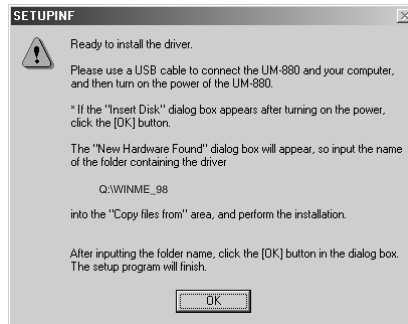 SETUPINF
Ready to install the driver.
Please use a USB cable to connect the UM-880 and your computer,
and then turn on the power of the UM-880.
* If the "Insert Disk" dialog box appears after turning on the power,
click the [OK] button.
The "New Hardware Found" dialog box will appear, so input the name
of the folder containing the driver
Q:\WINME_98
into the "Copy files from" area, and perform the installation.
After inputting the folder name, click the [OK] button in the dialog box.
The setup program will finish.
OK